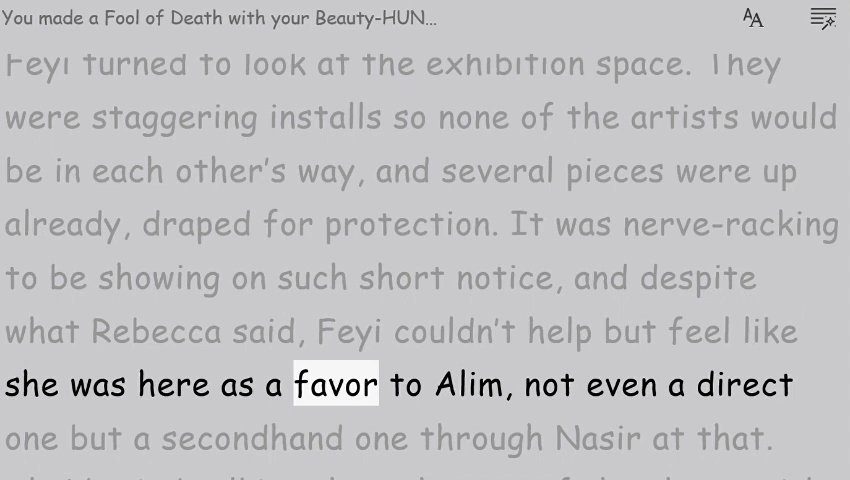 You made a Fool of Death with your Beauty-HUN...
AA
Feyi turned to look at the exhibition space. They
were staggering installs so none of the artists would
be in each other's way, and several pieces were up
already, draped for protection. It was nerve-racking
to be showing on such short notice, and despite
what Rebecca said, Feyi couldn't help but feel like
she was here as a favor to Alim, not even a direct
one but a secondhand one through Nasir at that.